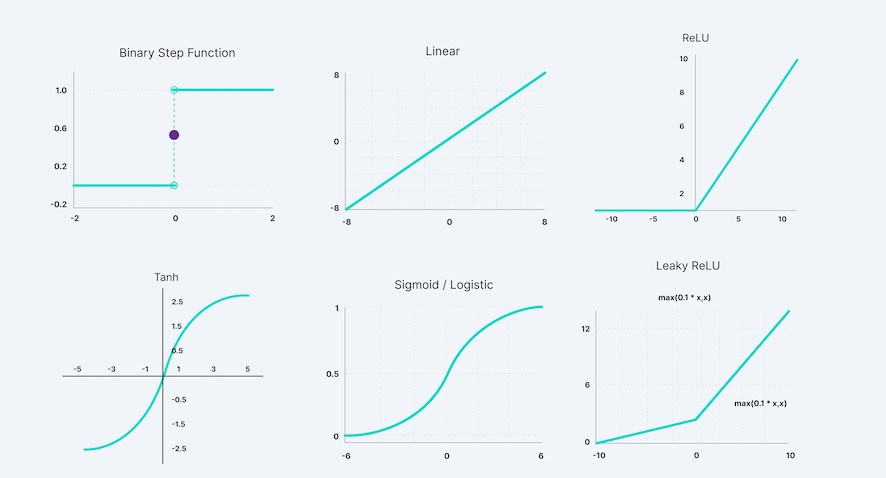 Binary Step Function
1.0
0.6
0.2
-0.2
-2 0 2
Linear
8
0
-8
-8 0 8
ReLU
10
8
6
4
2
-10 -5 0 5 10
Tanh
2.5
1.5
0.5
-5 -3 -1 1 3 5
-0.5
-1.5
-2.5
Sigmoid / Logistic
1
0.5
0
-6 0 6
Leaky ReLU
max(0.1 * x,x)
12
6
max(0.1 * x,x)
0
-10 0 10